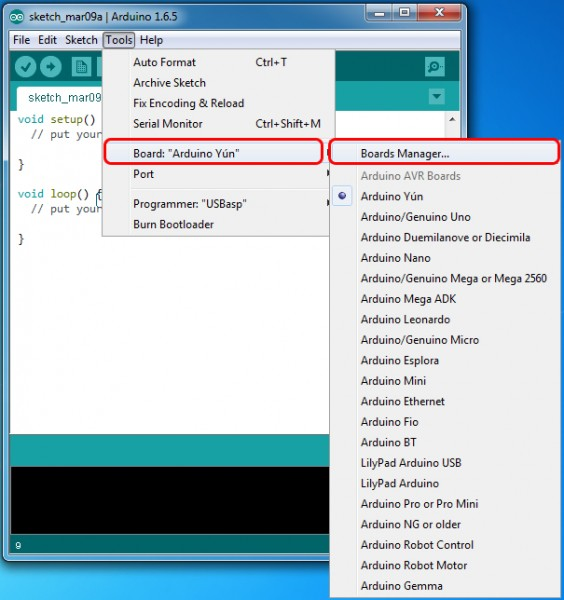 sketch_mar09a | Arduino 1.6.5
File Edit Sketch Tools Help
sketch_mar09
void setup()
// put your
}
void loop() {
// put your
}
9
Auto Format Ctrl+T
Archive Sketch
Fix Encoding & Reload
Serial Monitor Ctrl+Shift+M
Board: "Arduino Yún"
Port
Programmer: "USBasp"
Burn Bootloader
Boards Manager...
Arduino AVR Boards
Arduino Yún
Arduino/Genuino Uno
Arduino Duemilanove or Diecimila
Arduino Nano
Arduino/Genuino Mega or Mega 2560
Arduino Mega ADK
Arduino Leonardo
Arduino/Genuino Micro
Arduino Esplora
Arduino Mini
Arduino Ethernet
Arduino Fio
Arduino BT
LilyPad Arduino USB
LilyPad Arduino
Arduino Pro or Pro Mini
Arduino NG or older
Arduino Robot Control
Arduino Robot Motor
Arduino Gemma